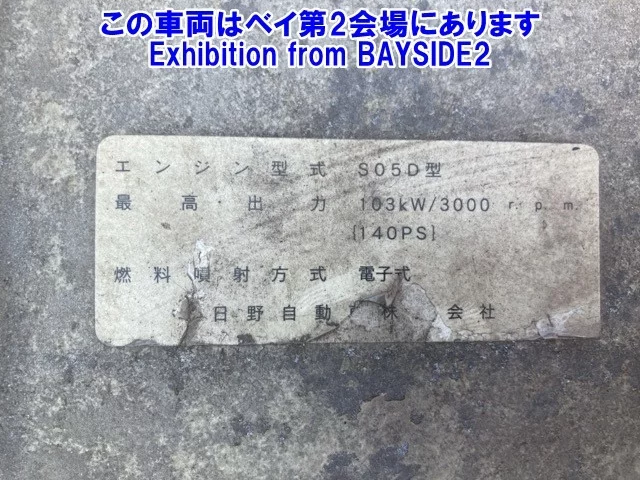 この車両はベイ第2会場にあります
Exhibition from BAYSIDE2
エンジン型式 S05D型
最高出力 103kW/3000 r.p.m.
{140PS}
燃料噴射方式 電子式
日野自動 株 会社